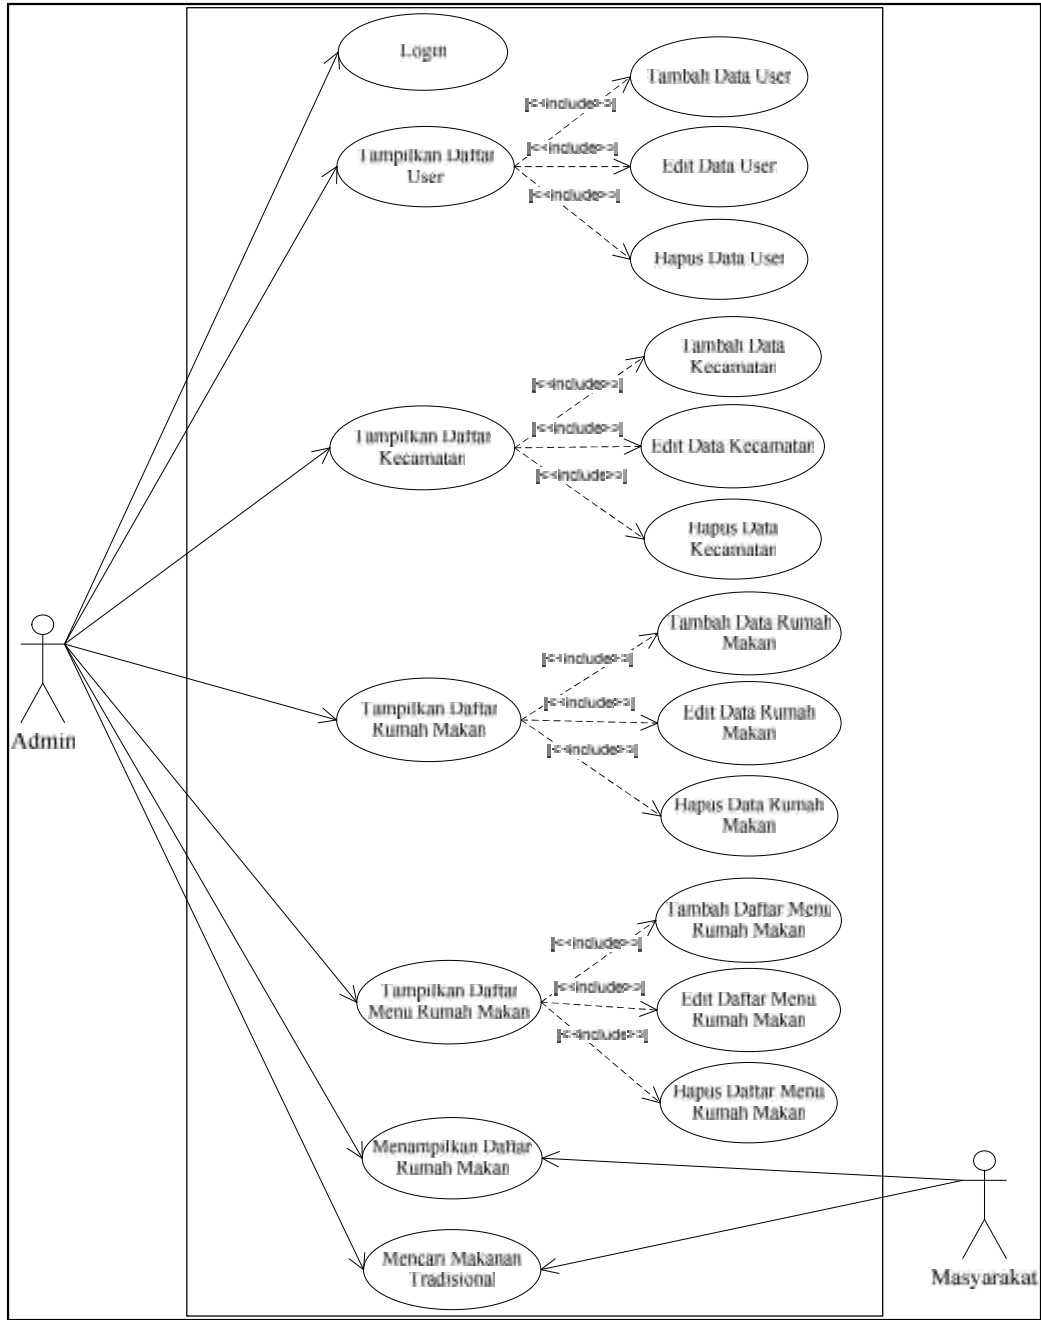 Login
Tambah Data User
<<include>>
Tampilkan Daftar
User
<<include>>
Edit Data User
<<include>>
Hapus Data User
Tambah Data
Kecamatan
<<include>>
Tampilkan Daftar
Kecamatan
<<include>>
Edit Data Kecamatan
<<include>>
Hapus Data
Kecamatan
Tambah Data Rumah
Makan
<<include>>
Admin
Tampilkan Daftar
Rumah Makan
<<include>>
Edit Data Rumah
Makan
<<include>>
Hapus Data Rumah
Makan
Tambah Daftar Menu
Rumah Makan
<<include>>
Tampilkan Daftar
Menu Rumah Makan
<<include>>
Edit Daftar Menu
Rumah Makan
<<include>>
Hapus Daftar Menu
Rumah Makan
Menampilkan Daftar
Rumah Makan
Mencari Makanan
Tradisional
Masyarakat